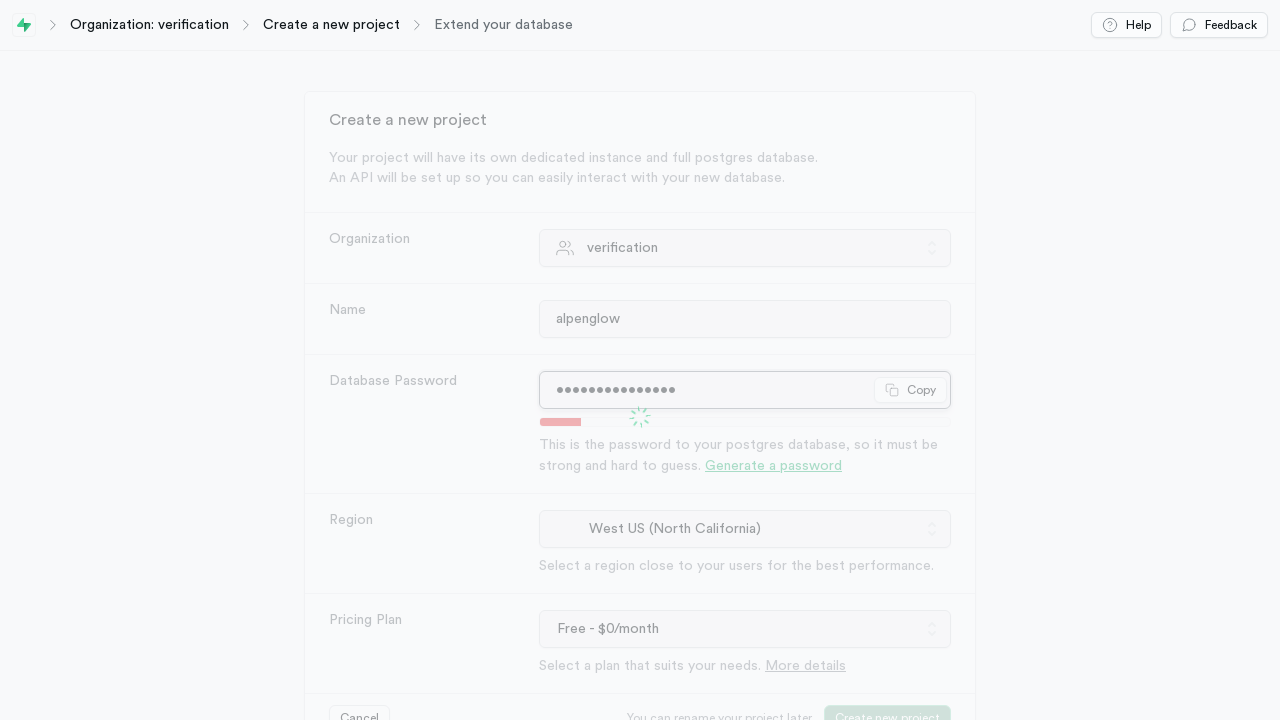 Organization: verification
Create a new project
Extend your database
Help
Feedback
Create a new project
Your project will have its own dedicated instance and full postgres database.
An API will be set up so you can easily interact with your new database.
Organization
verification
Name
alpenglow
Database Password
•••••••••••••••
Copy
This is the password to your postgres database, so it must be
strong and hard to guess. Generate a password
Region
West US (North California)
Select a region close to your users for the best performance.
Pricing Plan
Free - $0/month
Select a plan that suits your needs. More details
Cancel
You can rename your project later
Create new project